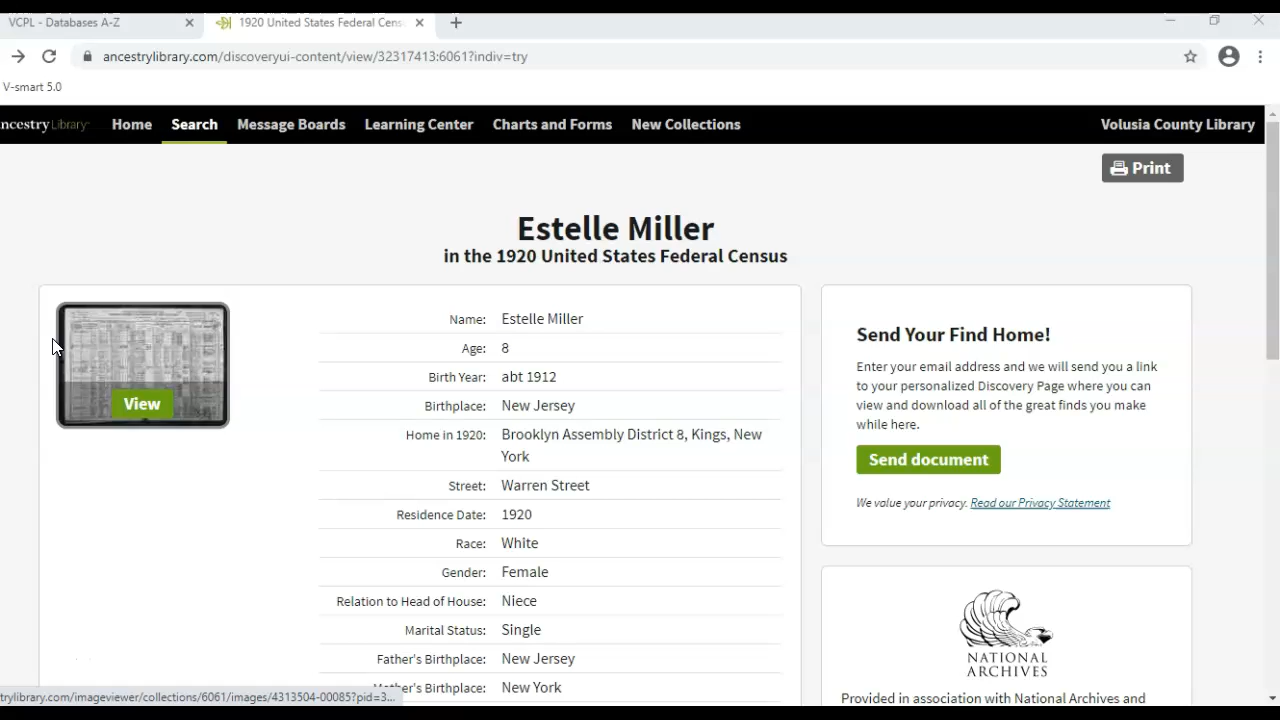 VCPL - Databases A-Z
1920 United States Federal Cens
ancestrylibrary.com/discoveryui-content/view/32317413:6061?indiv=try
V-smart 5.0
ncestryLibrary
Home
Search
Message Boards
Learning Center
Charts and Forms
New Collections
Volusia County Library
Print
Estelle Miller
in the 1920 United States Federal Census
View
Name: Estelle Miller
Age: 8
Birth Year: abt 1912
Birthplace: New Jersey
Home in 1920: Brooklyn Assembly District 8, Kings, New
York
Street: Warren Street
Residence Date: 1920
Race: White
Gender: Female
Relation to Head of House: Niece
Marital Status: Single
Father's Birthplace: New Jersey
Mother's Birthplace: New York
Send Your Find Home!
Enter your email address and we will send you a link
to your personalized Discovery Page where you can
view and download all of the great finds you make
while here.
Send document
We value your privacy. Read our Privacy Statement
NATIONAL
ARCHIVES
Provided in association with National Archives and
trylibrary.com/imageviewer/collections/6061/images/4313504-00085?pid=3...